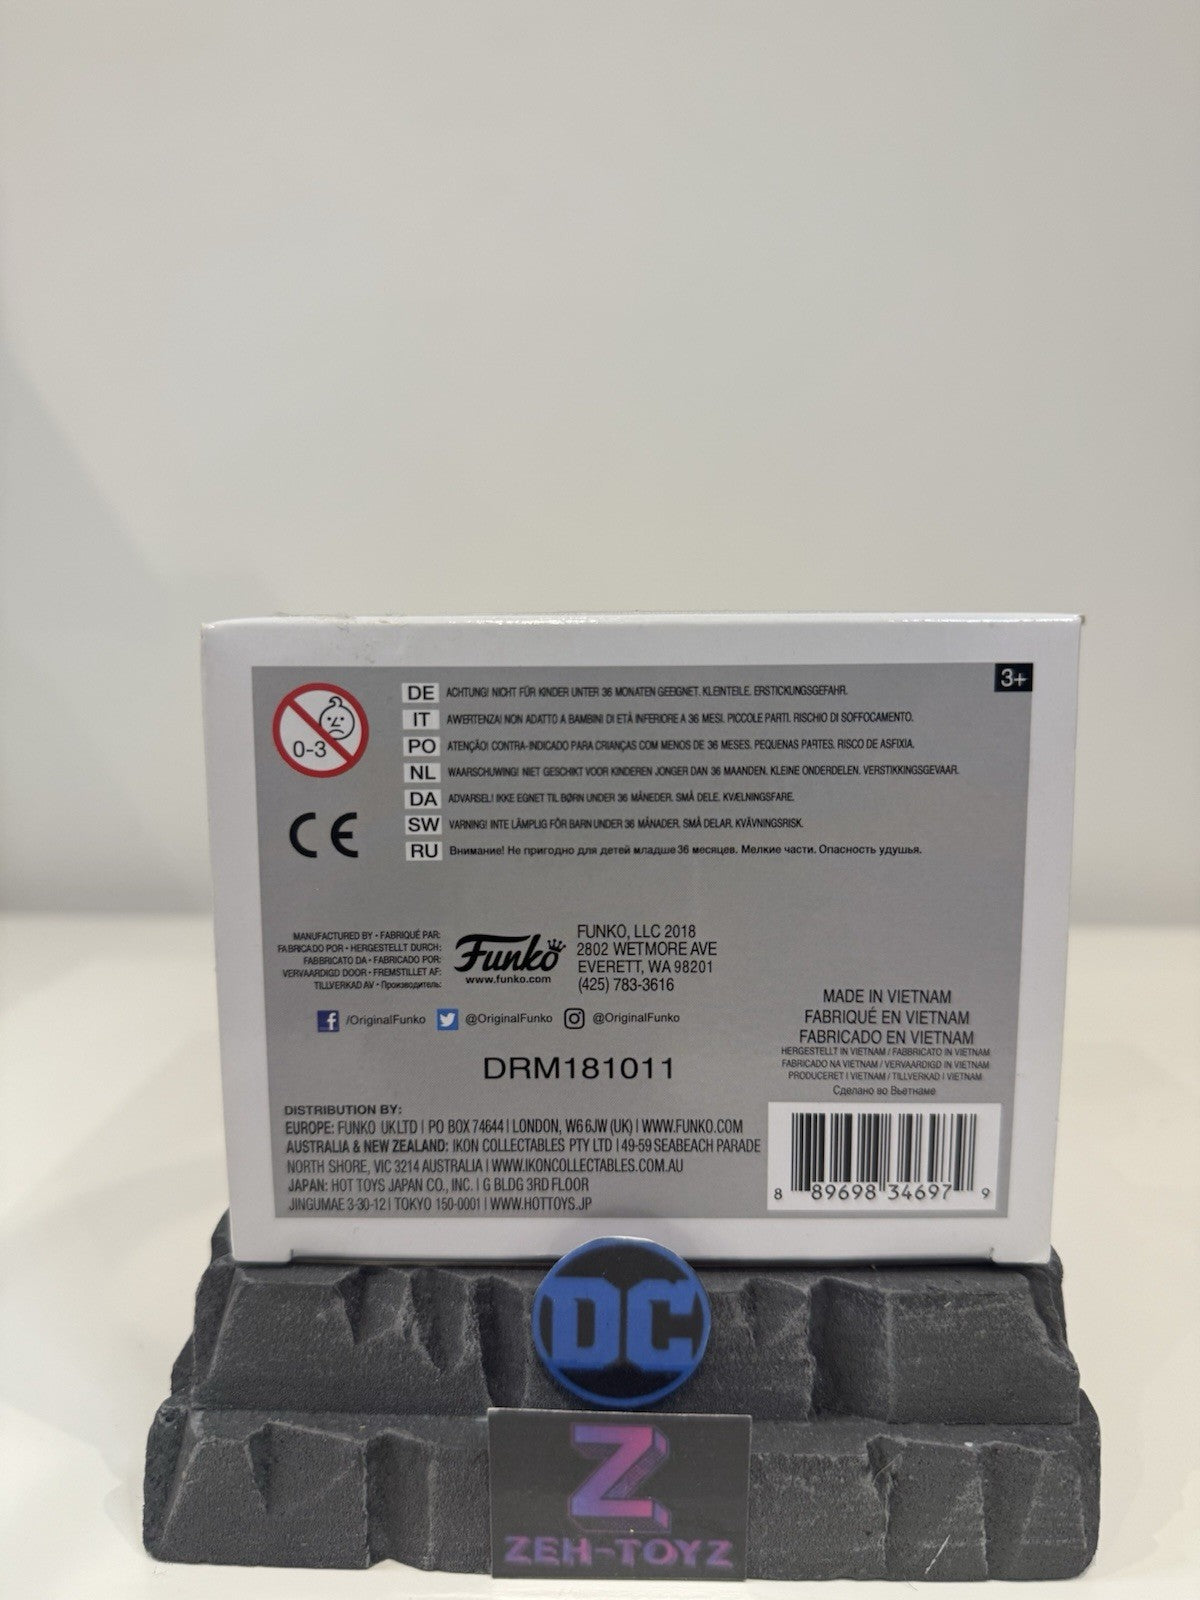 3+
0-3
DE ACHTUNG! NICHT FÜR KINDER UNTER 36 MONATEN GEEIGNET. KLEINTEILE. ERSTICKUNGSGEFAHR.
IT AWERTENZA! NON ADATTO A BAMBINI DI ETÀ INFERIORE A 36 MESI. PICCOLE PARTI. RISCHIO DI SOFFOCAMENTO.
PO ATENÇÃO! CONTRA-INDICADO PARA CRIANÇAS COM MENOS DE 36 MESES. PEQUENAS PARTES. RISCO DE ASFIXIA.
NL WAARSCHUWING! NIET GESCHIKT VOOR KINDEREN JONGER DAN 36 MAANDEN. KLEINE ONDERDELEN. VERSTIKKINGSGEVAAR.
DA ADVARSEL! IKKE EGNET TIL BØRN UNDER 36 MÅNEDER. SMÅ DELE. KVÆLNINGSFARE.
SW VARNING! INTE LÄMPLIG FÖR BARN UNDER 36 MÅNADER. SMÅ DELAR. KVÄVNINGSRISK.
RU Внимание! Не пригодно для детей младше 36 месяцев. Мелкие части. Опасность удушья.
CE
MANUFACTURED BY • FABRIQUÉ PAR:
FABRICADO POR • HERGESTELLT DURCH:
FABBRICATO DA • FABRICADO POR:
VERVAARDIGD DOOR • FREMSTILLET AF:
TILLVERKAD AV • Производитель:
Funko
www.funko.com
FUNKO, LLC 2018
2802 WETMORE AVE
EVERETT, WA 98201
(425) 783-3616
/OriginalFunko @OriginalFunko @OriginalFunko
DRM181011
MADE IN VIETNAM
FABRIQUÉ EN VIETNAM
FABRICADO EN VIETNAM
HERGESTELLT IN VIETNAM / FABBRICATO IN VIETNAM
FABRICADO NA VIETNAM / VERVAARDIGD IN VIETNAM
PRODUCERET I VIETNAM / TILLVERKAD I VIETNAM
Сделано во Вьетнаме
DISTRIBUTION BY:
EUROPE: FUNKO UK LTD | PO BOX 74644 | LONDON, W6 6JW (UK) | WWW.FUNKO.COM
AUSTRALIA & NEW ZEALAND: IKON COLLECTABLES PTY LTD | 49-59 SEABEACH PARADE
NORTH SHORE, VIC 3214 AUSTRALIA | WWW.IKONCOLLECTABLES.COM.AU
JAPAN: HOT TOYS JAPAN CO., INC. | G BLDG 3RD FLOOR
JINGUMAE 3-30-12 | TOKYO 150-0001 | WWW.HOTTOYS.JP
8 89698 34697 9
DC
Z
ZEH-TOYZ